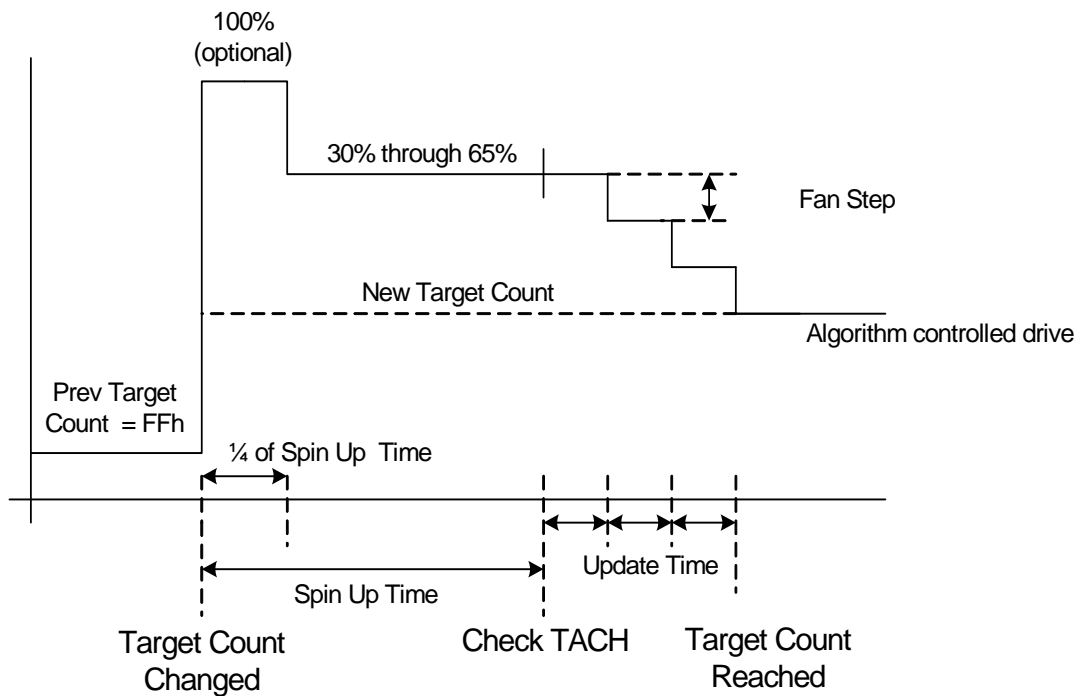 100%
(optional)
30% through 65%
Fan Step
New Target Count
Algorithm controlled drive
Prev Target
Count = FFh
¼ of Spin Up Time
Update Time
Spin Up Time
Target Count
Changed
Check TACH
Target Count
Reached